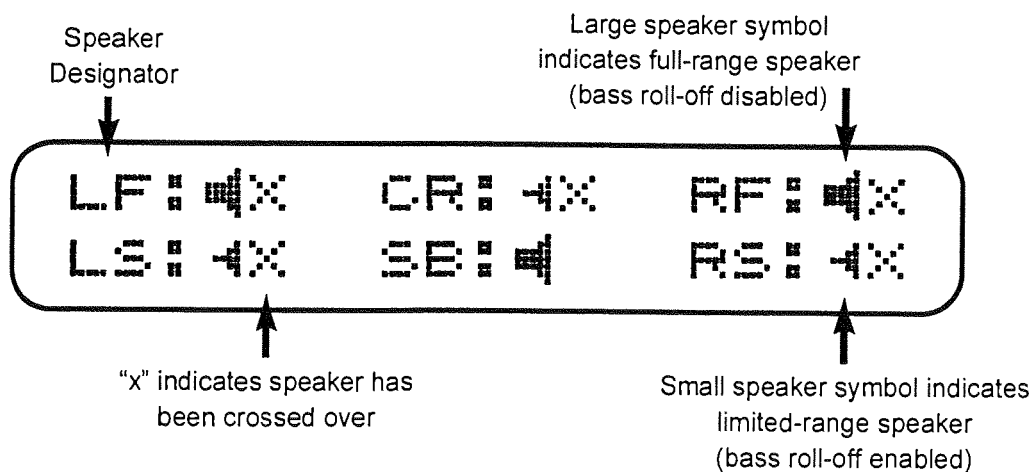 Speaker
Designator
Large speaker symbol
indicates full-range speaker
(bass roll-off disabled)
LF: x CR: x RF: x
LS: x SB: RS: x
"x" indicates speaker has
been crossed over
Small speaker symbol indicates
limited-range speaker
(bass roll-off enabled)